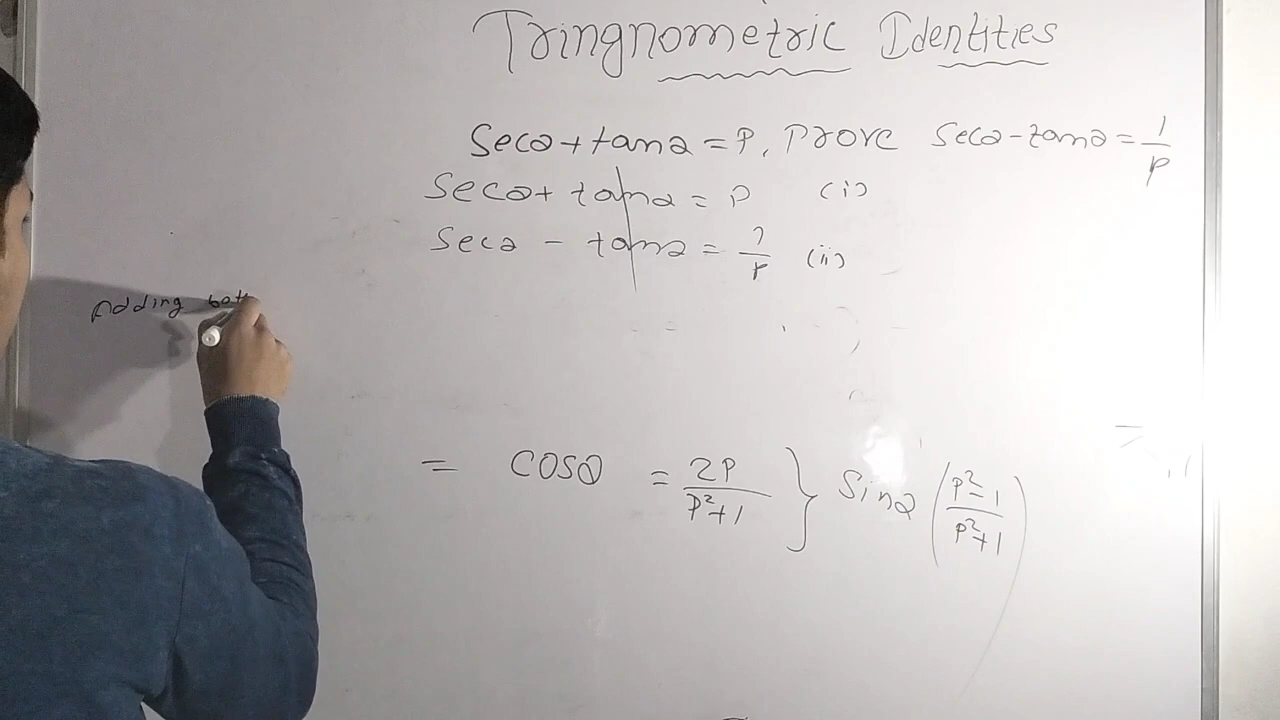 Tringnometric Identities
Secθ + tanθ = P, Prove Secθ - tanθ = 1/P
Secθ + tanθ = P (i)
Secθ - tanθ = 1/P (ii)
Adding bot
= COSθ = 2P/P²+1 } Sinθ (P²-1/P²+1)